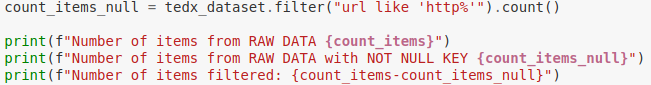 count_items_null = tedx_dataset.filter("url like 'http%'").count()
print(f"Number of items from RAW DATA {count_items}")
print(f"Number of items from RAW DATA with NOT NULL KEY {count_items_null}")
print(f"Number of items filtered: {count_items-count_items_null}")